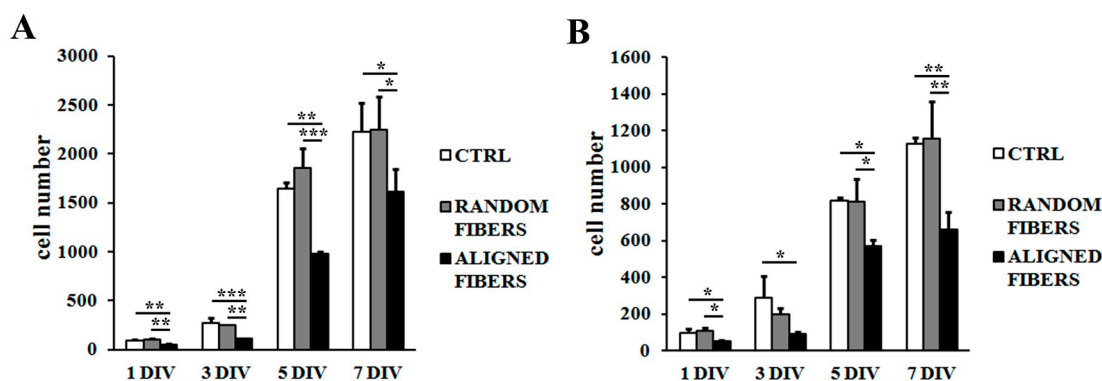 A
3000
2500
2000
1500
1000
500
0
cell number
** **
*** **
** ***
* *
1 DIV 3 DIV 5 DIV 7 DIV
CTRL
RANDOM
FIBERS
ALIGNED
FIBERS
B
1600
1400
1200
1000
800
600
400
200
0
cell number
* *
*
* *
** **
1 DIV 3 DIV 5 DIV 7 DIV
CTRL
RANDOM
FIBERS
ALIGNED
FIBERS